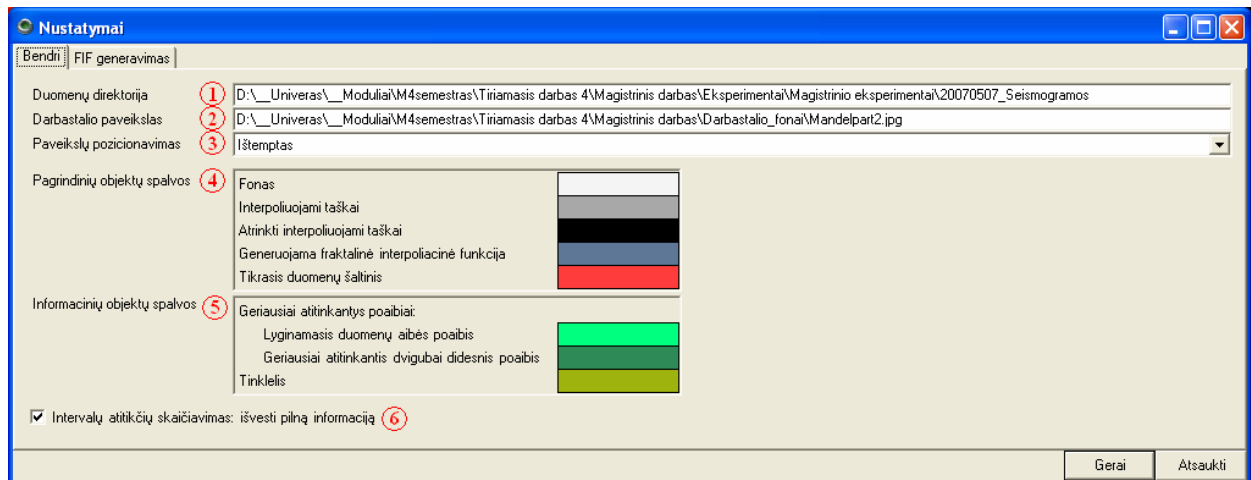 Nustatymai
Bendri FIF generavimas
Duomenų direktorija 1 D:\__Univeras\__Moduliai\M4semestras\Tiriamasis darbas 4\Magistrinis darbas\Eksperimentai\Magistrinio eksperimentai\20070507_Seismogramos
Darbastalio paveikslas 2 D:\__Univeras\__Moduliai\M4semestras\Tiriamasis darbas 4\Magistrinis darbas\Darbastalio_fonai\Mandelpart2.jpg
Paveikslų pozicionavimas 3 Ištemptas
Pagrindinių objektų spalvos 4 Fonas
Interpoliuojami taškai
Atrinkti interpoliuojami taškai
Generuojama fraktalinė interpoliacinė funkcija
Tikrasis duomenų šaltinis
Informacinių objektų spalvos 5 Geriausiai atitinkantys poaibiai:
Lyginamasis duomenų aibės poaibis
Geriausiai atitinkantis dvigubai didesnis poaibis
Tinklelis
Intervalų atitikčių skaičiavimas: išvesti pilną informaciją 6
Gerai Atsaukti